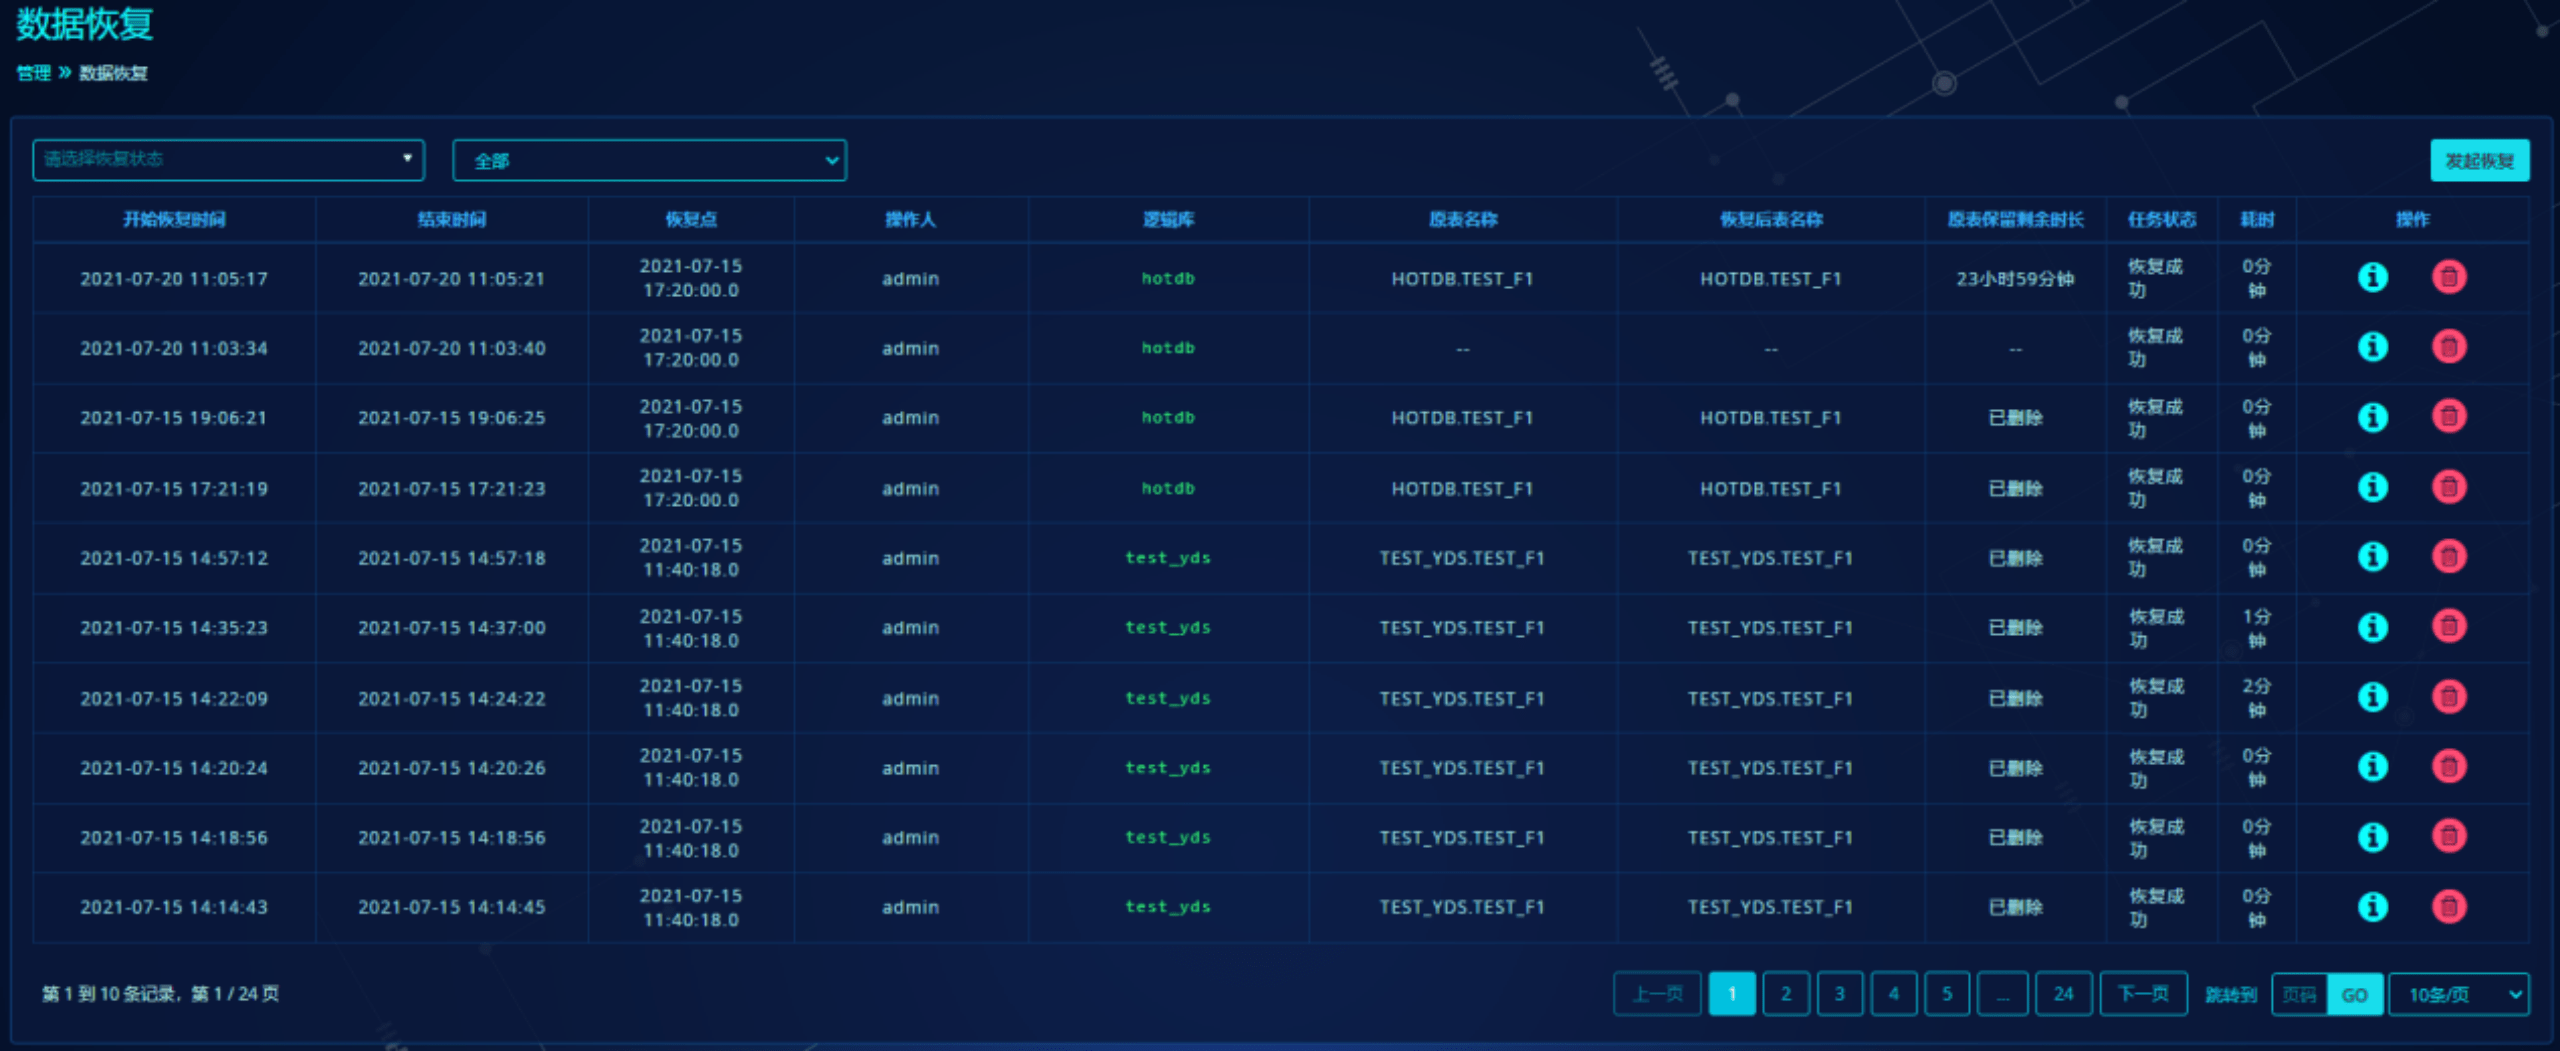 数据恢复
管理 » 数据恢复
请选择恢复状态 全部 发起恢复
开始恢复时间 结束时间 恢复点 操作人 逻辑库 原表名称 恢复后表名称 原表保留剩余时长 任务状态 耗时 操作
2021-07-20 11:05:17 2021-07-20 11:05:21 2021-07-15 17:20:00.0 admin hotdb HOTDB.TEST_F1 HOTDB.TEST_F1 23小时59分钟 恢复成功 0分钟
2021-07-20 11:03:34 2021-07-20 11:03:40 2021-07-15 17:20:00.0 admin hotdb -- -- -- 恢复成功 0分钟
2021-07-15 19:06:21 2021-07-15 19:06:25 2021-07-15 17:20:00.0 admin hotdb HOTDB.TEST_F1 HOTDB.TEST_F1 已删除 恢复成功 0分钟
2021-07-15 17:21:19 2021-07-15 17:21:23 2021-07-15 17:20:00.0 admin hotdb HOTDB.TEST_F1 HOTDB.TEST_F1 已删除 恢复成功 0分钟
2021-07-15 14:57:12 2021-07-15 14:57:18 2021-07-15 11:40:18.0 admin test_yds TEST_YDS.TEST_F1 TEST_YDS.TEST_F1 已删除 恢复成功 0分钟
2021-07-15 14:35:23 2021-07-15 14:37:00 2021-07-15 11:40:18.0 admin test_yds TEST_YDS.TEST_F1 TEST_YDS.TEST_F1 已删除 恢复成功 1分钟
2021-07-15 14:22:09 2021-07-15 14:24:22 2021-07-15 11:40:18.0 admin test_yds TEST_YDS.TEST_F1 TEST_YDS.TEST_F1 已删除 恢复成功 2分钟
2021-07-15 14:20:24 2021-07-15 14:20:26 2021-07-15 11:40:18.0 admin test_yds TEST_YDS.TEST_F1 TEST_YDS.TEST_F1 已删除 恢复成功 0分钟
2021-07-15 14:18:56 2021-07-15 14:18:56 2021-07-15 11:40:18.0 admin test_yds TEST_YDS.TEST_F1 TEST_YDS.TEST_F1 已删除 恢复成功 0分钟
2021-07-15 14:14:43 2021-07-15 14:14:45 2021-07-15 11:40:18.0 admin test_yds TEST_YDS.TEST_F1 TEST_YDS.TEST_F1 已删除 恢复成功 0分钟
第 1 到 10 条记录，第 1 / 24 页 上一页 1 2 3 4 5 ... 24 下一页 跳转到 页码 GO 10条/页